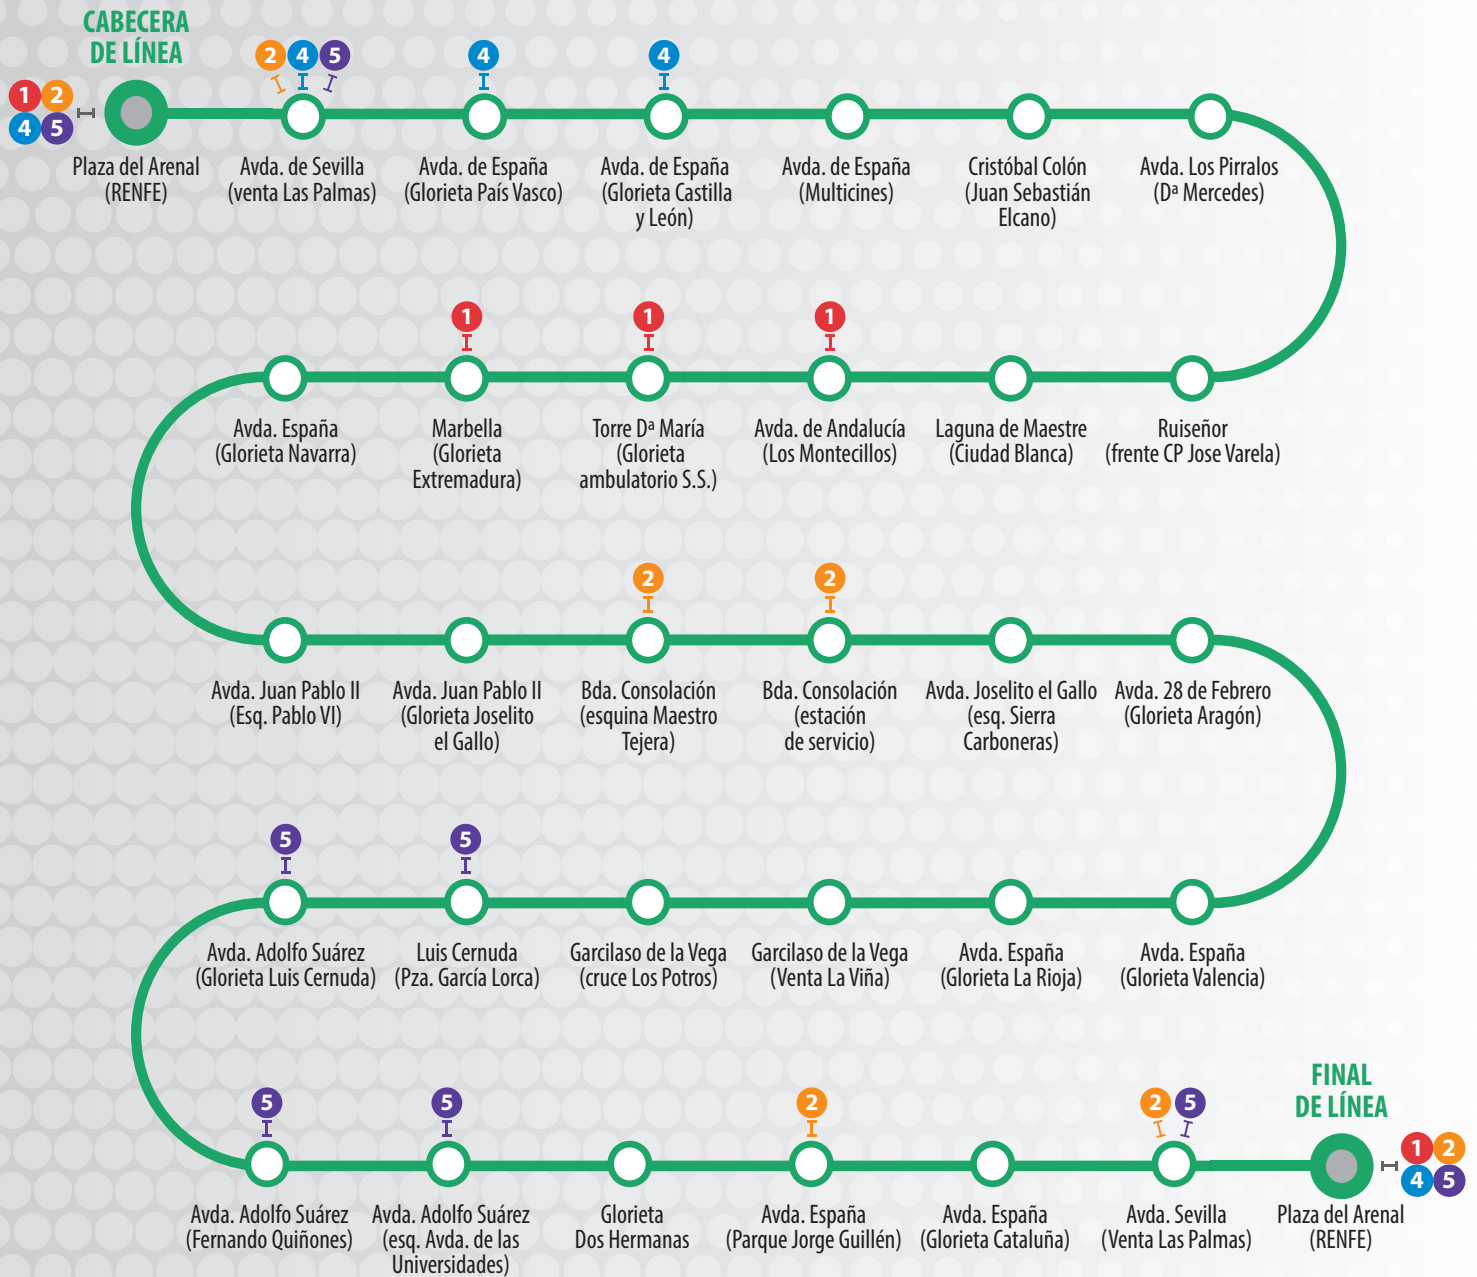 CABECERA
DE LÍNEA
2 4 5
4
4
1 2
4 5
Plaza del Arenal
(RENFE)
Avda. de Sevilla
(venta Las Palmas)
Avda. de España
(Glorieta País Vasco)
Avda. de España
(Glorieta Castilla
y León)
Avda. de España
(Multicines)
Cristóbal Colón
(Juan Sebastián
Elcano)
Avda. Los Pirralos
(Dª Mercedes)
1
1
1
Avda. España
(Glorieta Navarra)
Marbella
(Glorieta
Extremadura)
Torre Dª María
(Glorieta
ambulatorio S.S.)
Avda. de Andalucía
(Los Montecillos)
Laguna de Maestre
(Ciudad Blanca)
Ruiseñor
(frente CP Jose Varela)
2
2
Avda. Juan Pablo II
(Esq. Pablo VI)
Avda. Juan Pablo II
(Glorieta Joselito
el Gallo)
Bda. Consolación
(esquina Maestro
Tejera)
Bda. Consolación
(estación
de servicio)
Avda. Joselito el Gallo
(esq. Sierra
Carboneras)
Avda. 28 de Febrero
(Glorieta Aragón)
5
5
Avda. Adolfo Suárez
(Glorieta Luis Cernuda)
Luis Cernuda
(Pza. García Lorca)
Garcilaso de la Vega
(cruce Los Potros)
Garcilaso de la Vega
(Venta La Viña)
Avda. España
(Glorieta La Rioja)
Avda. España
(Glorieta Valencia)
5
5
2
2 5
FINAL
DE LÍNEA
1 2
4 5
Avda. Adolfo Suárez
(Fernando Quiñones)
Avda. Adolfo Suárez
(esq. Avda. de las
Universidades)
Glorieta
Dos Hermanas
Avda. España
(Parque Jorge Guillén)
Avda. España
(Glorieta Cataluña)
Avda. Sevilla
(Venta Las Palmas)
Plaza del Arenal
(RENFE)